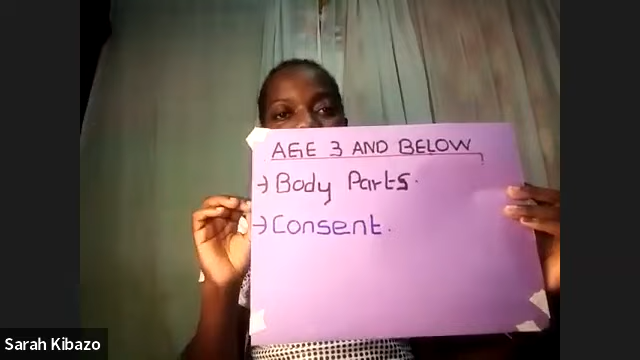 AGE 3 AND BELOW
→ Body Parts.
→ Consent.
Sarah Kibazo